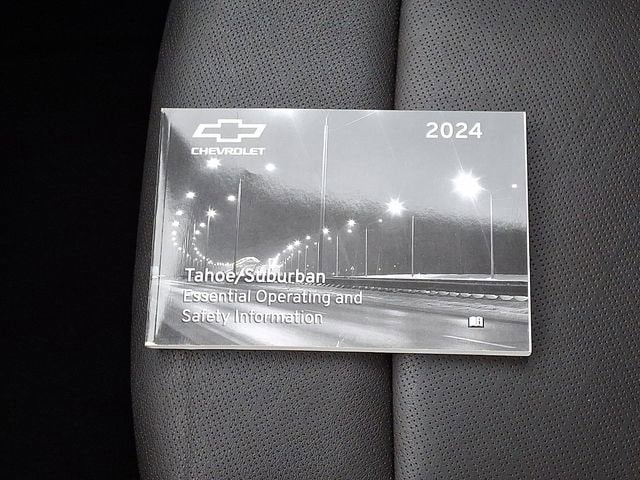 CHEVROLET
2024
Tahoe/Suburban
Essential Operating and
Safety Information